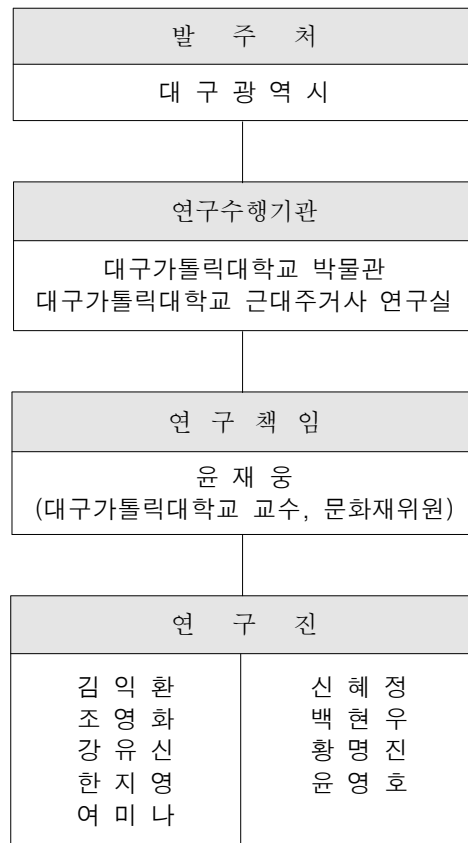 발 주 처
대 구 광 역 시
연구수행기관
대구가톨릭대학교 박물관
대구가톨릭대학교 근대주거사 연구실
연 구 책 임
윤 재 웅
(대구가톨릭대학교 교수, 문화재위원)
연 구 진
김 익 환
조 영 화
강 유 신
한 지 영
여 미 나
신 혜 정
백 현 우
황 명 진
윤 영 호